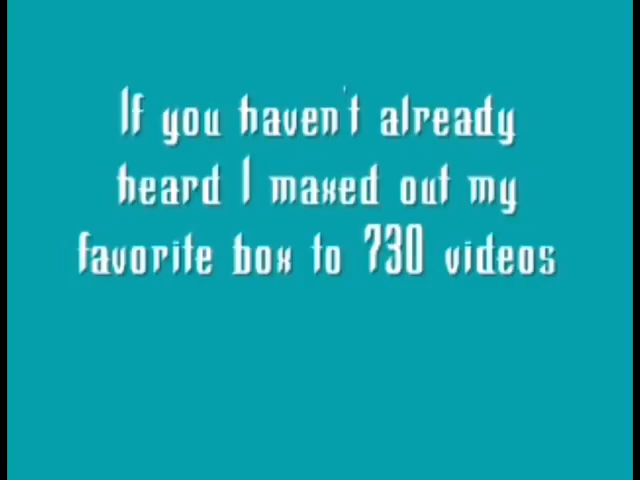 If you haven't already
heard I maxed out my
favorite box to 730 videos